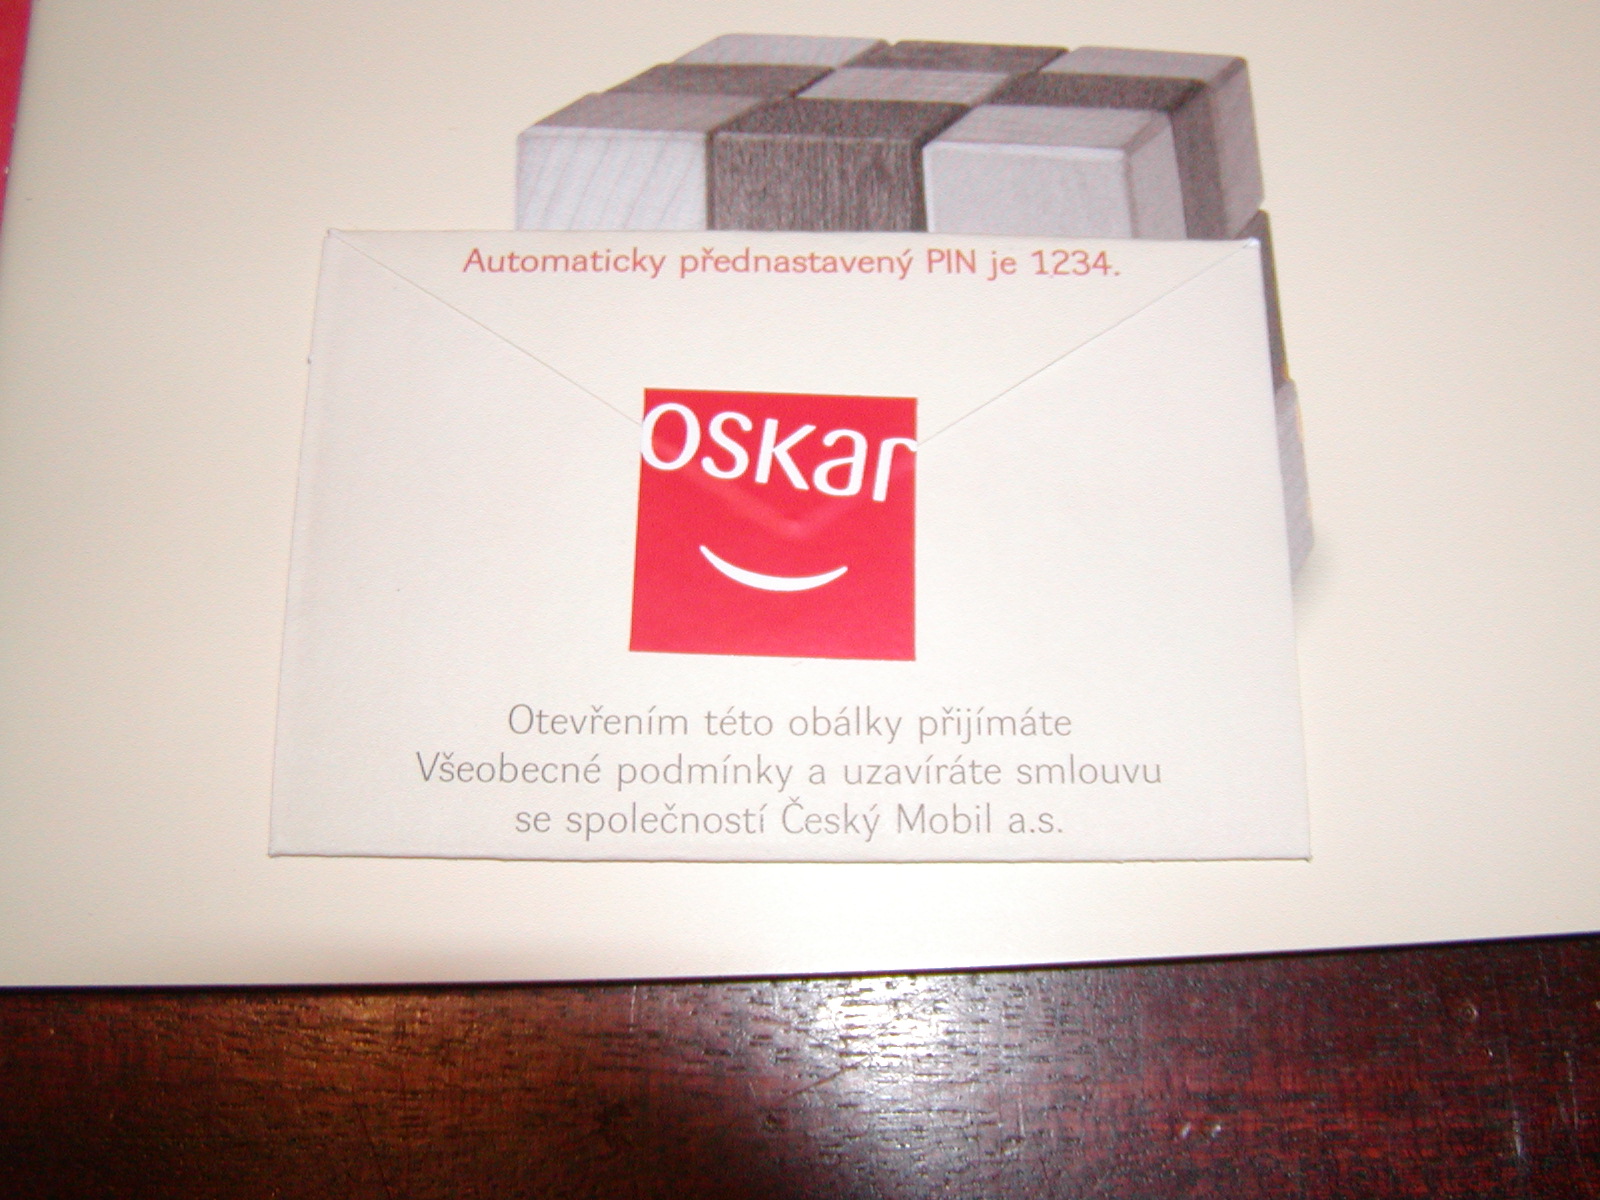 Automaticky přednastavený PIN je 1234.
oskar
Otevřením této obálky přijímáte
Všeobecné podmínky a uzavíráte smlouvu
se společností Český Mobil a.s.